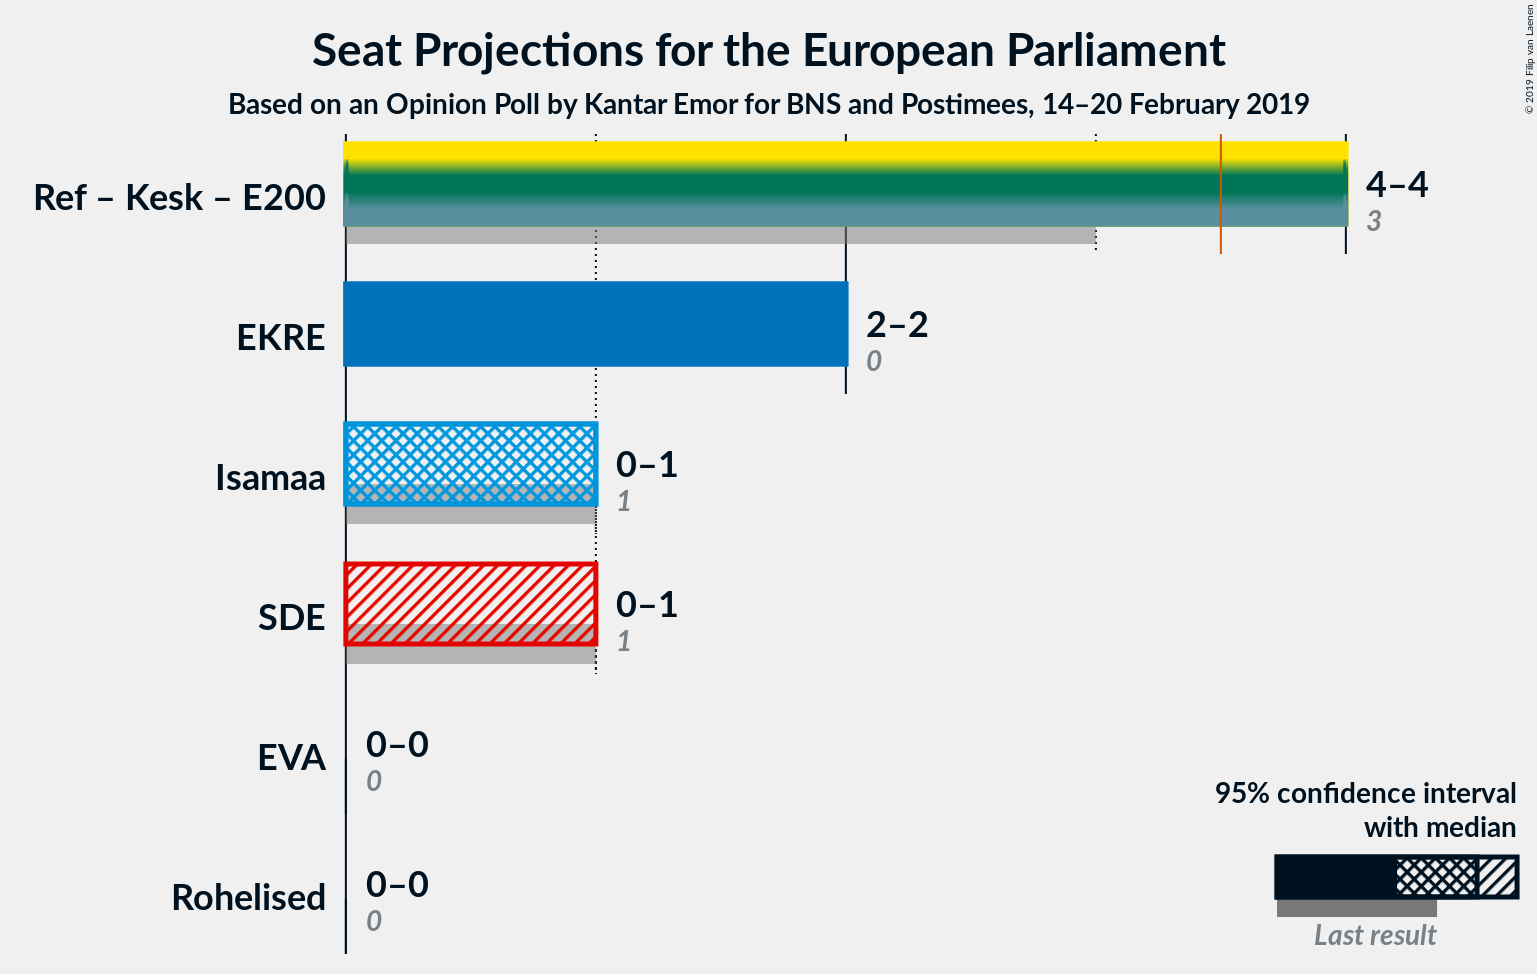 Seat Projections for the European Parliament
Based on an Opinion Poll by Kantar Emor for BNS and Postimees, 14–20 February 2019
© 2019 Filip van Laenen
Ref – Kesk – E200
4–4
3
EKRE
2–2
0
Isamaa
0–1
1
SDE
0–1
1
EVA
0–0
0
Rohelised
0–0
0
95% confidence interval
with median
Last result